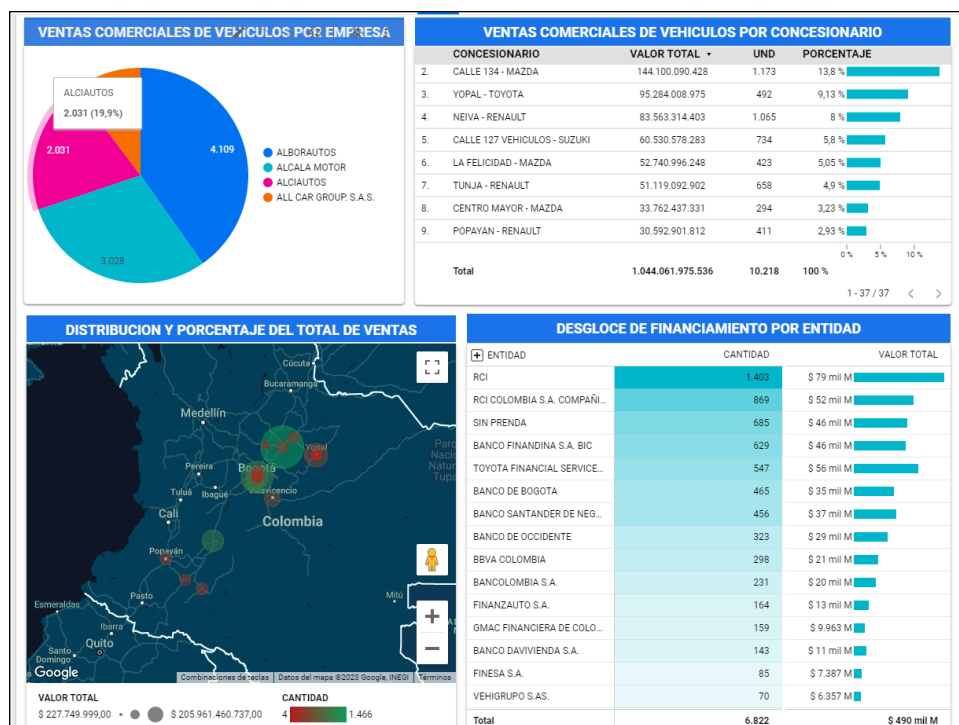 VENTAS COMERCIALES DE VEHICULOS POR EMPRESA
ALCIAUTOS
2.031 (19,9%)
2.031
4.109
3.028
ALBORAUTOS
ALCALA MOTOR
ALCIAUTOS
ALL CAR GROUP. S.A.S.
VENTAS COMERCIALES DE VEHICULOS POR CONCESIONARIO
CONCESIONARIO VALOR TOTAL UND PORCENTAJE
2. CALLE 134 - MAZDA 144.100.090.428 1.173 13,8 %
3. YOPAL - TOYOTA 95.284.008.975 492 9,13 %
4. NEIVA - RENAULT 83.563.314.403 1.065 8 %
5. CALLE 127 VEHICULOS - SUZUKI 60.530.578.283 734 5,8 %
6. LA FELICIDAD - MAZDA 52.740.996.248 423 5,05 %
7. TUNJA - RENAULT 51.119.092.902 658 4,9 %
8. CENTRO MAYOR - MAZDA 33.762.437.331 294 3,23 %
9. POPAYAN - RENAULT 30.592.901.812 411 2,93 %
0 % 5 % 10 %
Total 1.044.061.975.536 10.218 100 %
1 - 37 / 37
DISTRIBUCION Y PORCENTAJE DEL TOTAL DE VENTAS
Cúcuta
Bucaramanga
Medellín
Yopal
Pereira
Bogotá
Tuluá
Ibagué
Villavicencio
Cali
Colombia
Popayán
Pasto
Mitú
Esmeraldas
Ibarra
Quito
Santo
Domingo
Google
Combinaciones de teclas Datos del mapa ©2023 Google, INEGI Términos
VALOR TOTAL CANTIDAD
$ 227.749.999,00 $ 205.961.460.737,00 4 1.466
DESGLOCE DE FINANCIAMIENTO POR ENTIDAD
ENTIDAD CANTIDAD VALOR TOTAL
RCI 1.403 $ 79 mil M
RCI COLOMBIA S.A. COMPAÑI... 869 $ 52 mil M
SIN PRENDA 685 $ 46 mil M
BANCO FINANDINA S.A. BIC 629 $ 46 mil M
TOYOTA FINANCIAL SERVICE... 547 $ 56 mil M
BANCO DE BOGOTA 465 $ 35 mil M
BANCO SANTANDER DE NEG... 456 $ 37 mil M
BANCO DE OCCIDENTE 323 $ 29 mil M
BBVA COLOMBIA 298 $ 21 mil M
BANCOLOMBIA S.A. 231 $ 20 mil M
FINANZAUTO S.A. 164 $ 13 mil M
GMAC FINANCIERA DE COLO... 159 $ 9.963 M
BANCO DAVIVIENDA S.A. 143 $ 11 mil M
FINESA S.A. 85 $ 7.387 M
VEHIGRUPO S.AS. 70 $ 6.357 M
Total 6.822 $ 490 mil M